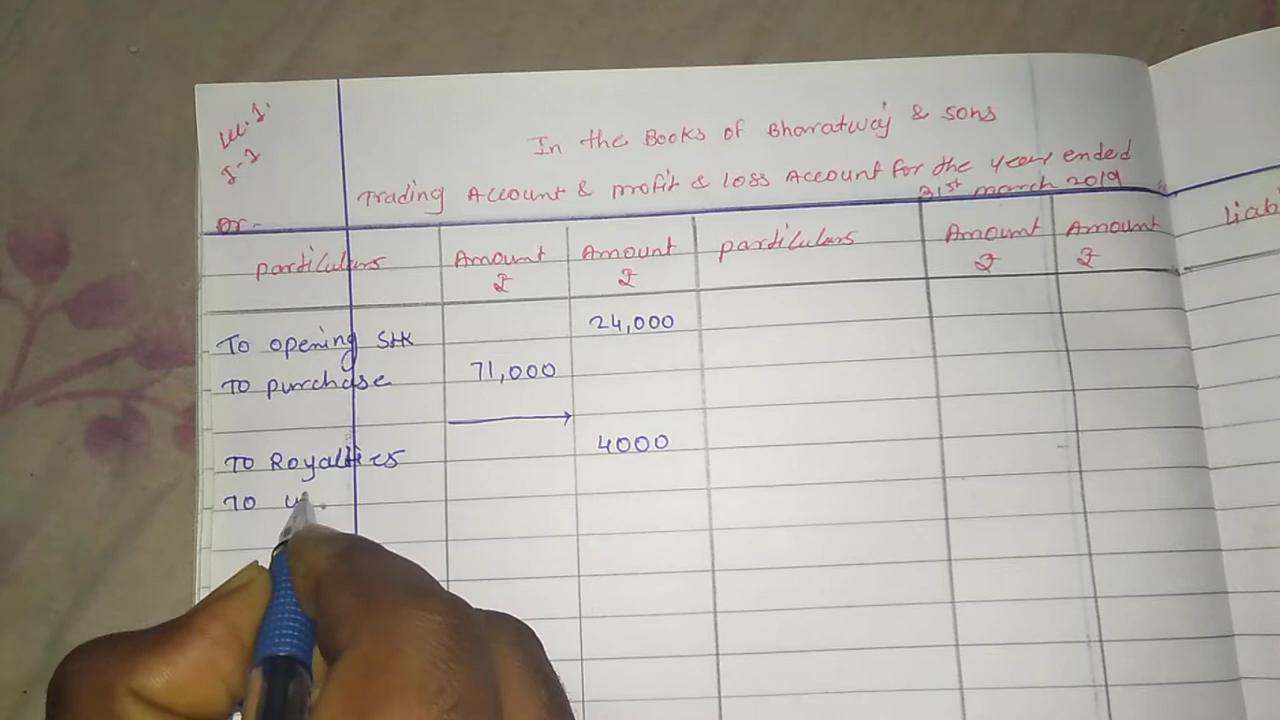 In the Books of Bharatwaj & sons
Trading Account & profit & Loss Account for the year ended
31st march 2019
Dr-
particulars Amount ₹ Amount ₹ particulars Amount ₹ Amount ₹
Liab
To opening Stk 24,000
To purchase 71,000
To Royalties 4000
To